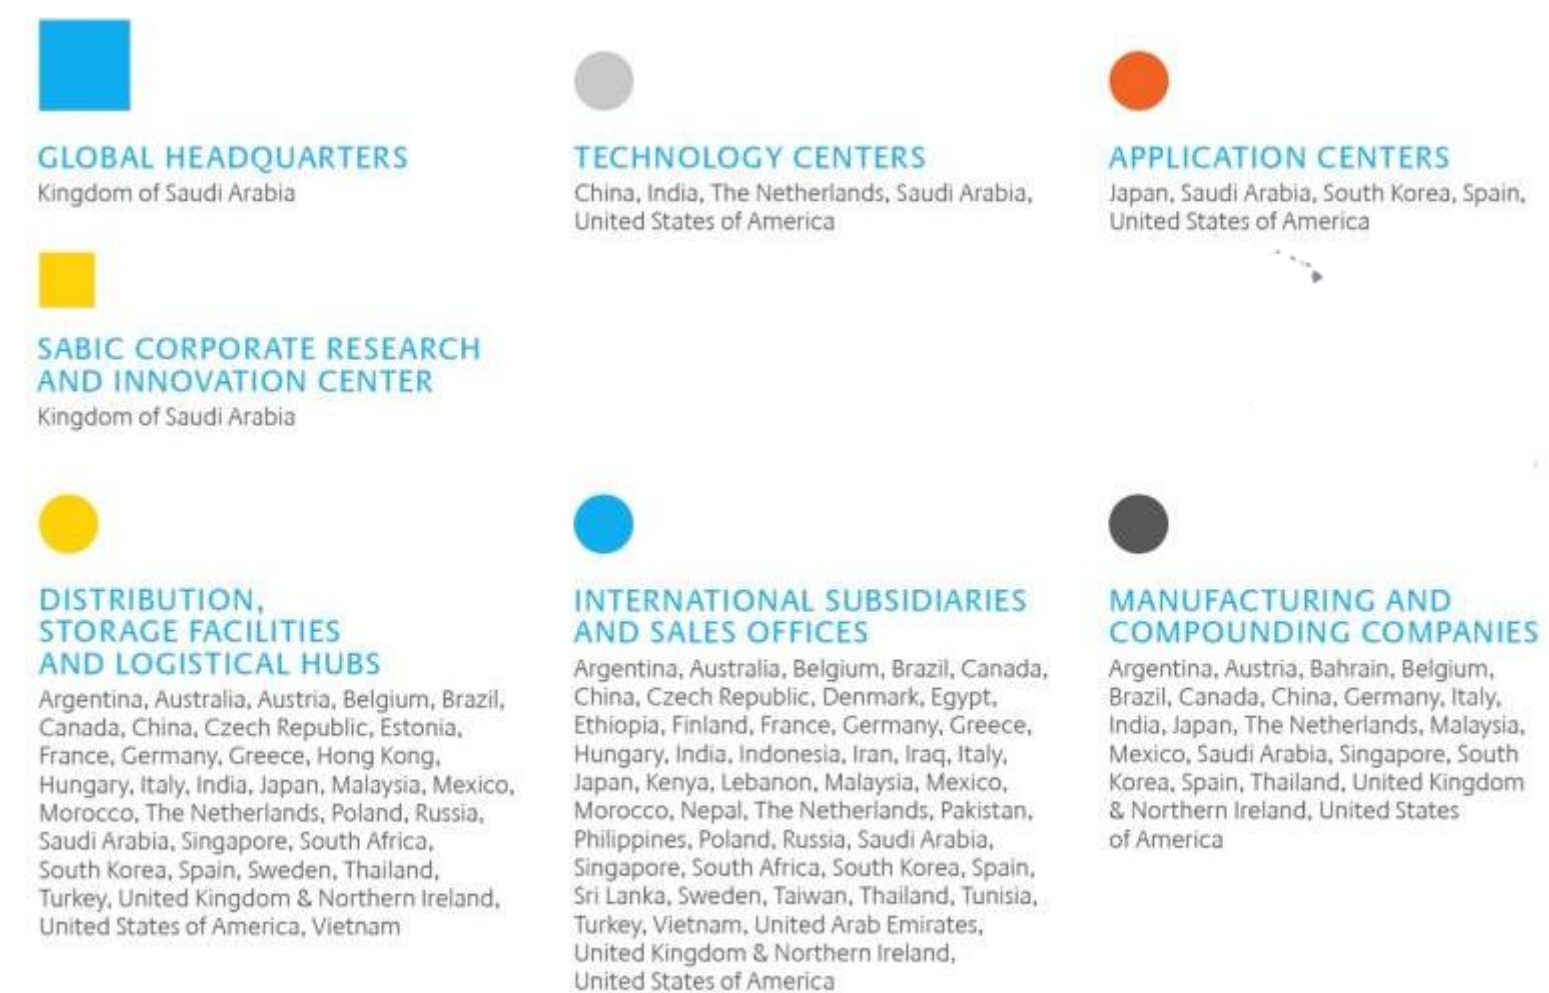 GLOBAL HEADQUARTERS
Kingdom of Saudi Arabia
SABIC CORPORATE RESEARCH
AND INNOVATION CENTER
Kingdom of Saudi Arabia
TECHNOLOGY CENTERS
China, India, The Netherlands, Saudi Arabia,
United States of America
APPLICATION CENTERS
Japan, Saudi Arabia, South Korea, Spain,
United States of America
DISTRIBUTION,
STORAGE FACILITIES
AND LOGISTICAL HUBS
Argentina, Australia, Austria, Belgium, Brazil,
Canada, China, Czech Republic, Estonia,
France, Germany, Greece, Hong Kong,
Hungary, Italy, India, Japan, Malaysia, Mexico,
Morocco, The Netherlands, Poland, Russia,
Saudi Arabia, Singapore, South Africa,
South Korea, Spain, Sweden, Thailand,
Turkey, United Kingdom & Northern Ireland,
United States of America, Vietnam
INTERNATIONAL SUBSIDIARIES
AND SALES OFFICES
Argentina, Australia, Belgium, Brazil, Canada,
China, Czech Republic, Denmark, Egypt,
Ethiopia, Finland, France, Germany, Greece,
Hungary, India, Indonesia, Iran, Iraq, Italy,
Japan, Kenya, Lebanon, Malaysia, Mexico,
Morocco, Nepal, The Netherlands, Pakistan,
Philippines, Poland, Russia, Saudi Arabia,
Singapore, South Africa, South Korea, Spain,
Sri Lanka, Sweden, Taiwan, Thailand, Tunisia,
Turkey, Vietnam, United Arab Emirates,
United Kingdom & Northern Ireland,
United States of America
MANUFACTURING AND
COMPOUNDING COMPANIES
Argentina, Austria, Bahrain, Belgium,
Brazil, Canada, China, Germany, Italy,
India, Japan, The Netherlands, Malaysia,
Mexico, Saudi Arabia, Singapore, South
Korea, Spain, Thailand, United Kingdom
& Northern Ireland, United States
of America